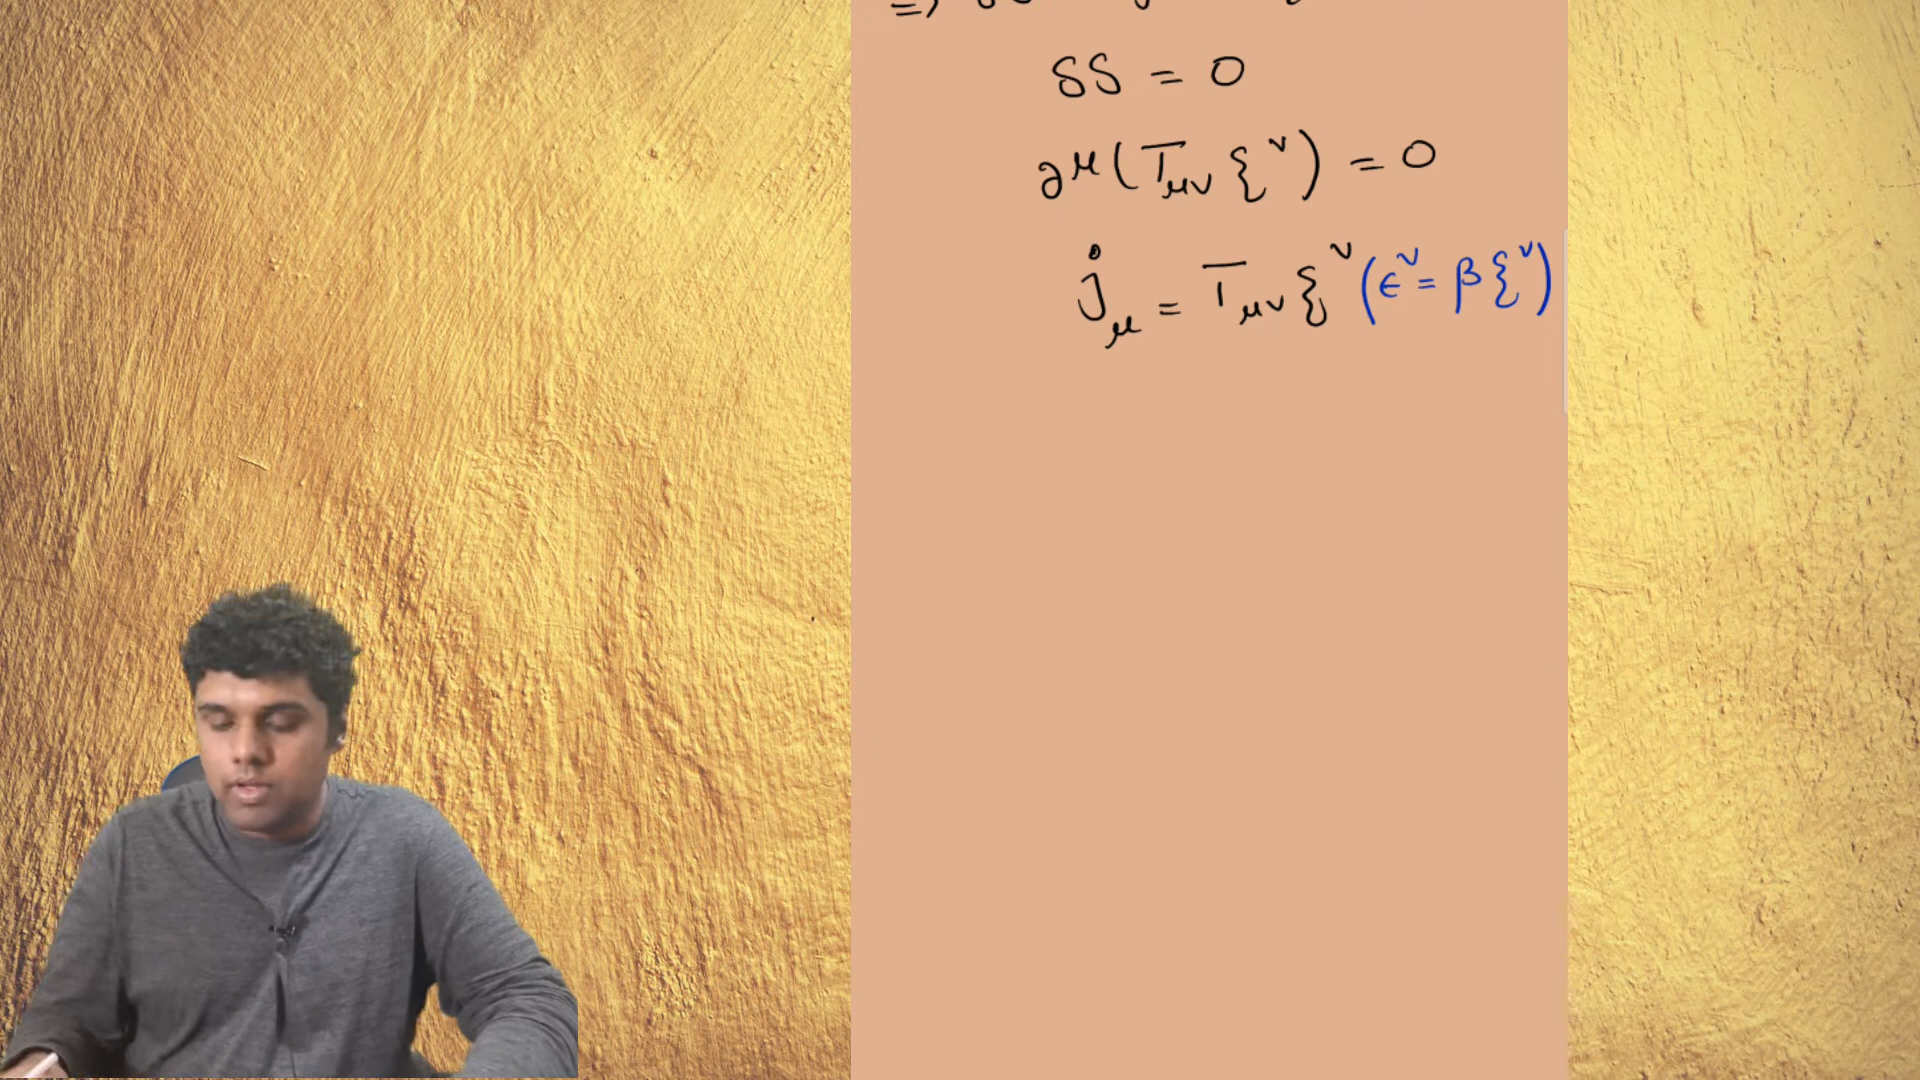 δS = 0
∂^μ(T_μν ξ^ν) = 0
j_μ = T_μν ξ^ν (ϵ^ν = β ξ^ν)